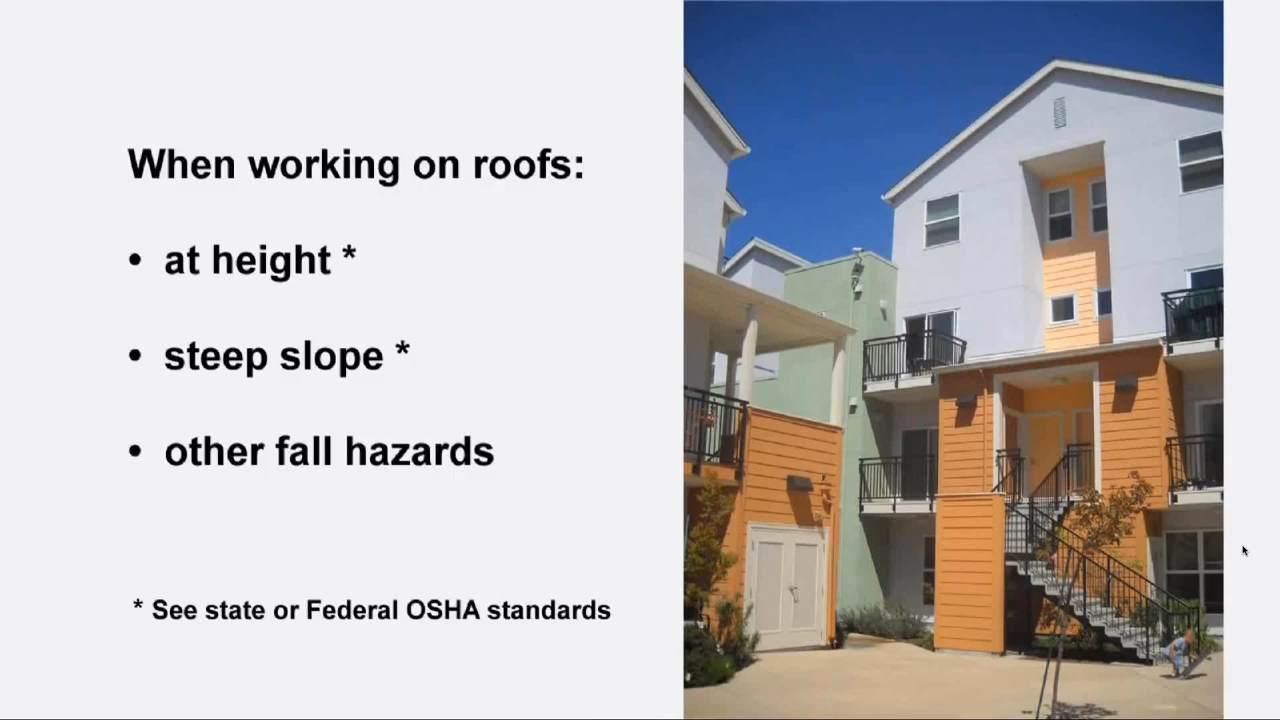 When working on roofs:
• at height *
• steep slope *
• other fall hazards
* See state or Federal OSHA standards